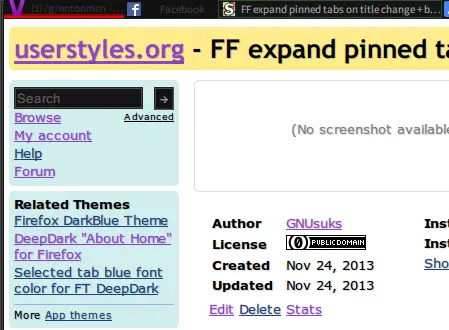 [1] /g/entoomen -
Facebook
FF expand pinned tabs on title change + b...
userstyles.org - FF expand pinned ta
Search →
Browse Advanced
My account
Help
Forum
(No screenshot available
Related Themes
Firefox DarkBlue Theme
DeepDark "About Home"
for Firefox
Selected tab blue font
color for FT DeepDark
More App themes
Author GNUsuks
License (0) PUBLIC DOMAIN
Created Nov 24, 2013
Updated Nov 24, 2013
Edit Delete Stats
Inst
Inst
Sho